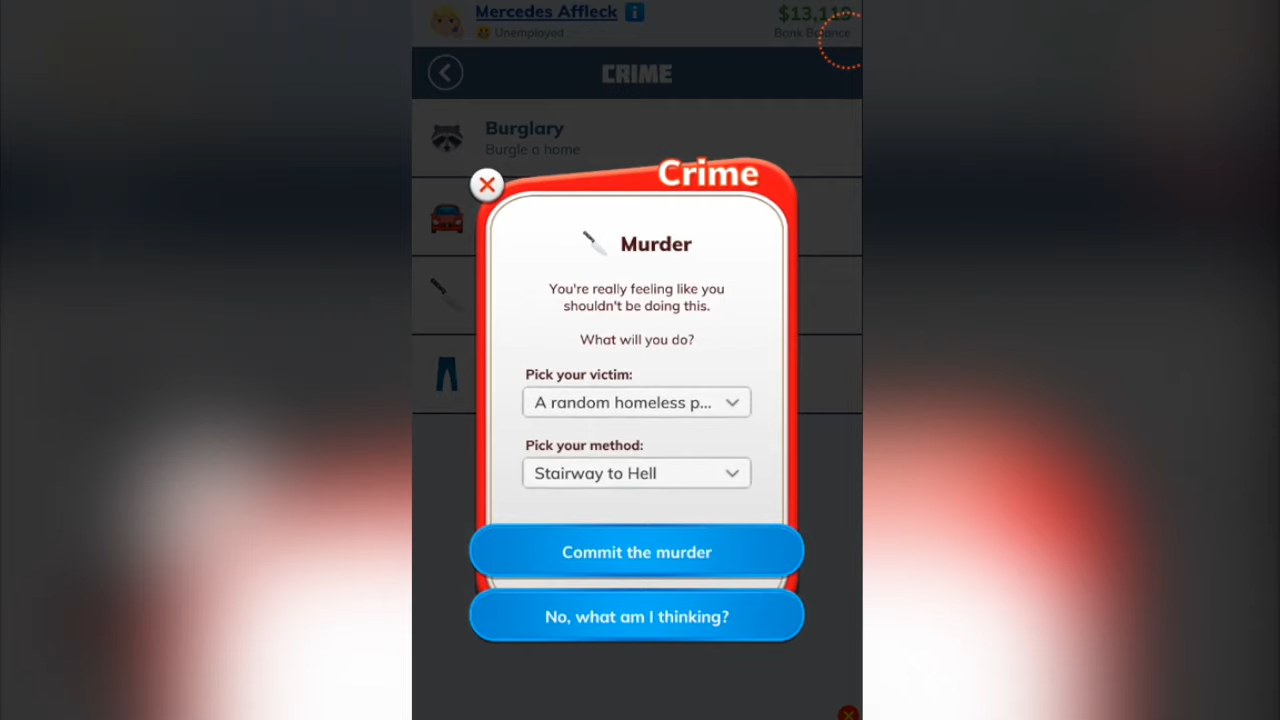 Mercedes Affleck
$13,119
Unemployed
Bank Balance
CRIME
Burglary
Burgle a home
Crime
Murder
You're really feeling like you
shouldn't be doing this.
What will you do?
Pick your victim:
A random homeless p...
Pick your method:
Stairway to Hell
Commit the murder
No, what am I thinking?